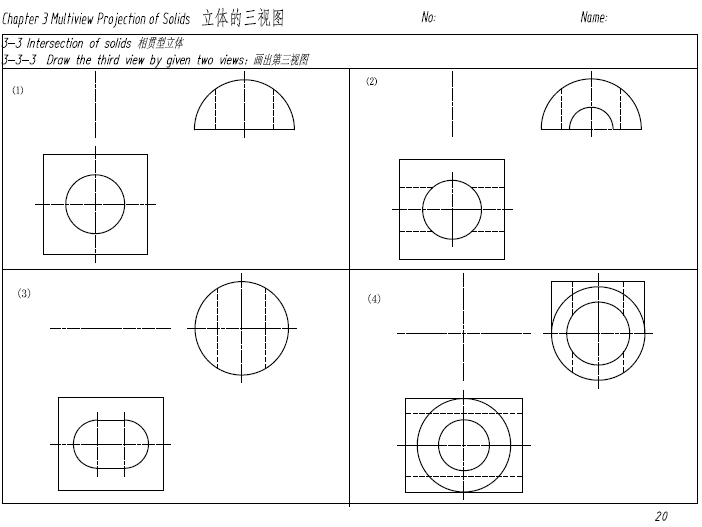 Chapter 3 Multiview Projection of Solids 立体的三视图 No: Name:
3-3 Intersection of solids 相贯型立体
3-3-3 Draw the third view by given two views: 画出第三视图
(1)
(2)
(3)
(4)
20